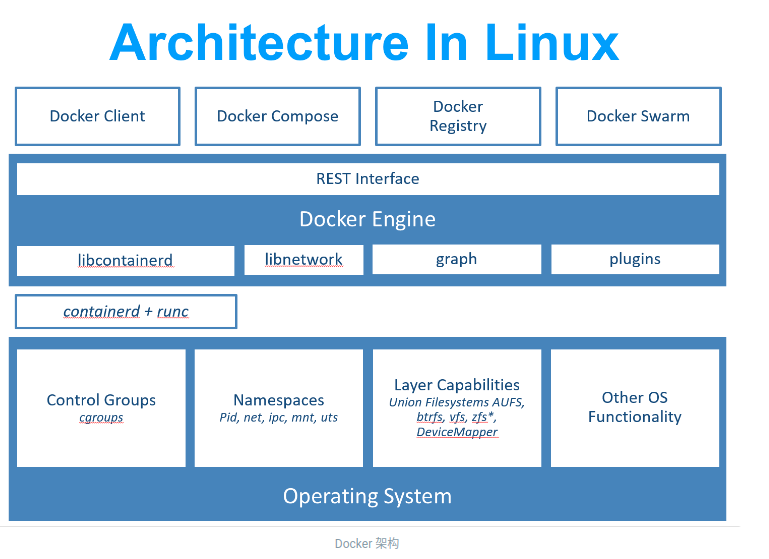 Architecture In Linux
Docker Client
Docker Compose
Docker
Registry
Docker Swarm
REST Interface
Docker Engine
libcontainerd
libnetwork
graph
plugins
containerd + runc
Control Groups
cgroups
Namespaces
Pid, net, ipc, mnt, uts
Layer Capabilities
Union Filesystems AUFS,
btrfs, vfs, zfs*,
DeviceMapper
Other OS
Functionality
Operating System
Docker 架构